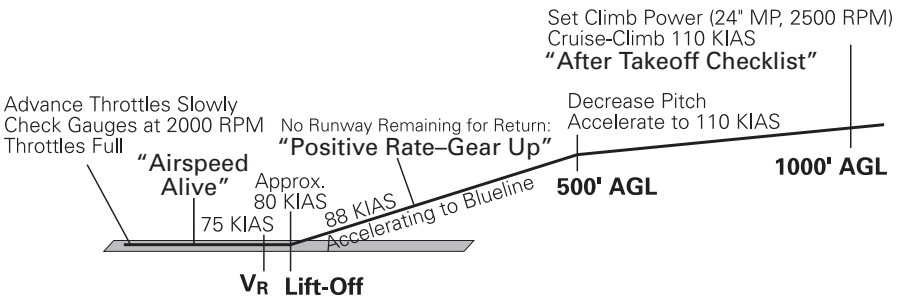 Set Climb Power (24" MP, 2500 RPM)
Cruise-Climb 110 KIAS
“After Takeoff Checklist”
Decrease Pitch
Accelerate to 110 KIAS
Advance Throttles Slowly
Check Gauges at 2000 RPM
Throttles Full
No Runway Remaining for Return:
“Positive Rate–Gear Up”
“Airspeed
Alive”
Approx.
80 KIAS
75 KIAS
88 KIAS
Accelerating to Blueline
500' AGL
1000' AGL
VR
Lift-Off